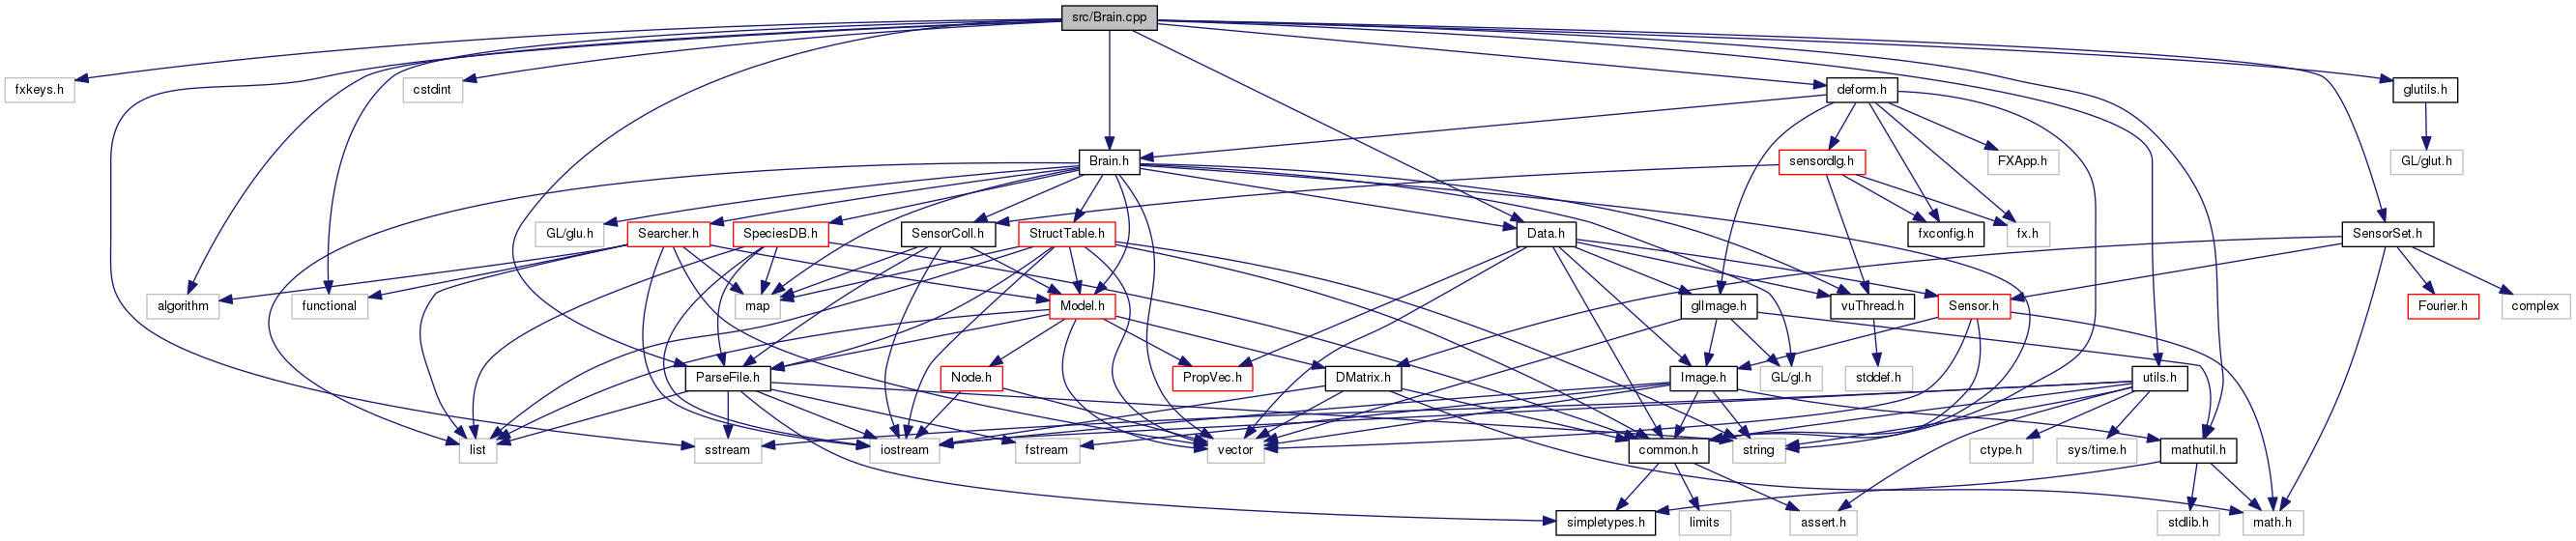 src/Brain.cpp
fxkeys.h
cstdint
deform.h
glutils.h
Brain.h
sensordlg.h
FXApp.h
GL/glut.h
GL/glu.h
Searcher.h
SpeciesDB.h
SensorColl.h
StructTable.h
Data.h
fxconfig.h
fx.h
SensorSet.h
algorithm
functional
map
Model.h
glImage.h
vuThread.h
Sensor.h
Fourier.h
complex
ParseFile.h
Node.h
PropVec.h
DMatrix.h
Image.h
GL/gl.h
stddef.h
utils.h
list
sstream
iostream
fstream
vector
common.h
string
ctype.h
sys/time.h
mathutil.h
simpletypes.h
limits
assert.h
stdlib.h
math.h